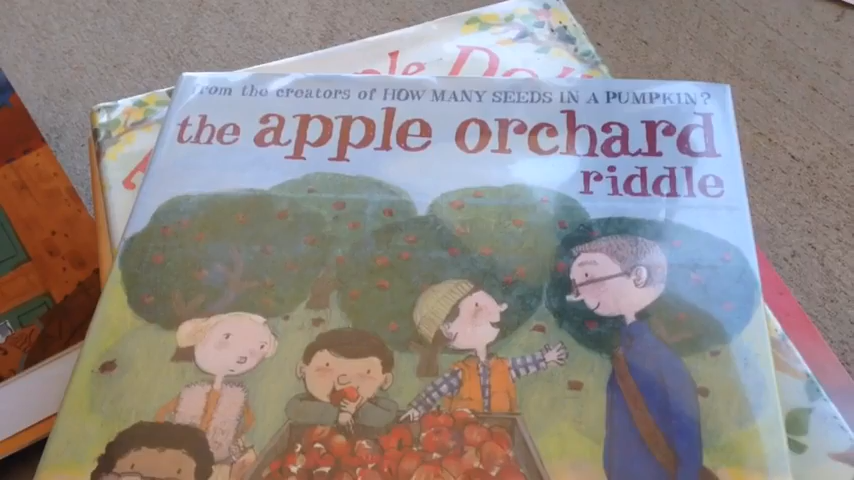 from the creators of HOW MANY SEEDS IN A PUMPKIN?
the apple orchard
riddle